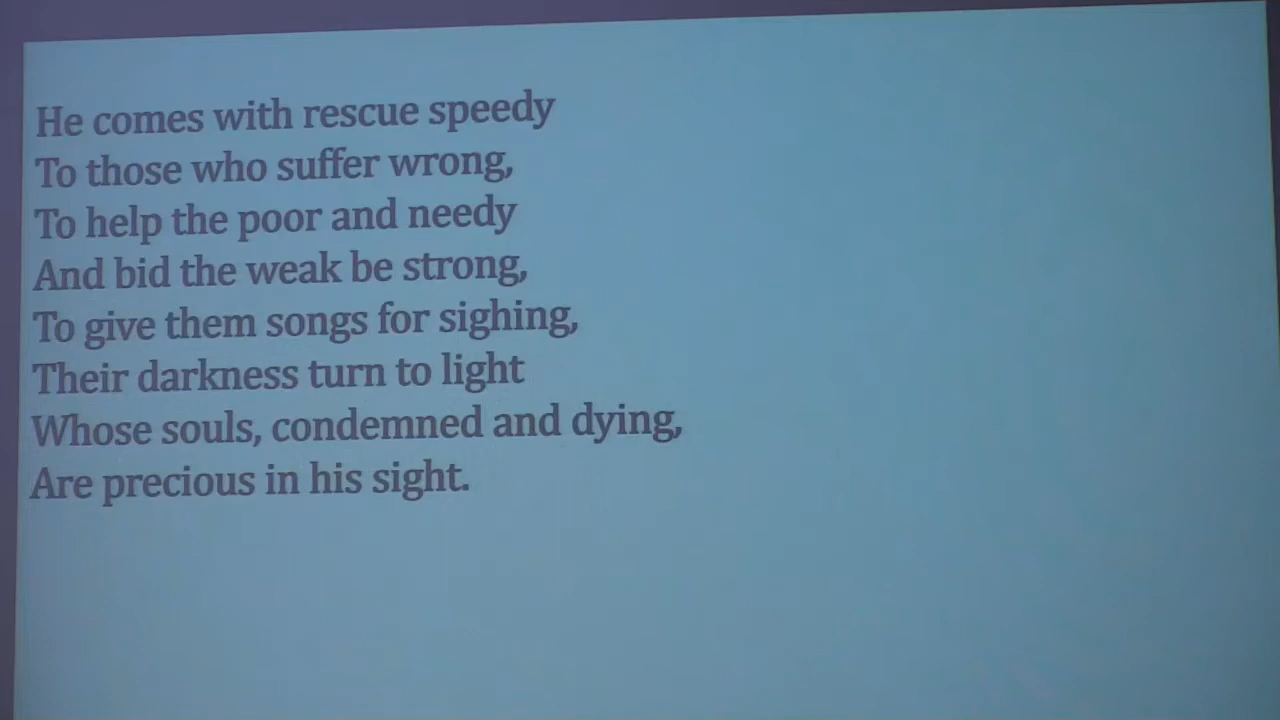 He comes with rescue speedy
To those who suffer wrong,
To help the poor and needy
And bid the weak be strong,
To give them songs for sighing,
Their darkness turn to light
Whose souls, condemned and dying,
Are precious in his sight.